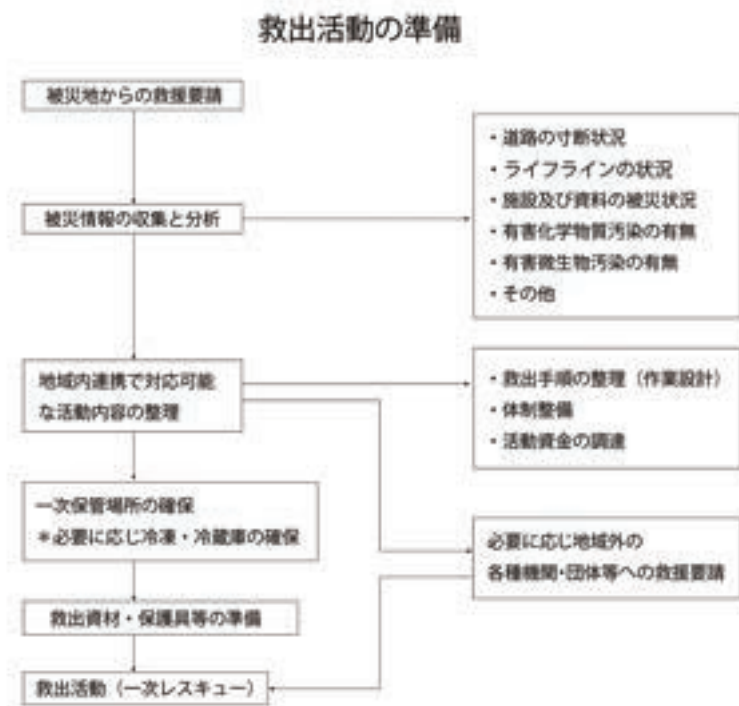 救出活動の準備
被災地からの救援要請
被災情報の収集と分析
・道路の寸断状況
・ライフラインの状況
・施設及び資料の被災状況
・有害化学物質汚染の有無
・有害微生物汚染の有無
・その他
地域内連携で対応可能
な活動内容の整理
・救出手順の整理（作業設計）
・体制整備
・活動資金の調達
一次保管場所の確保
＊必要に応じ冷凍・冷蔵庫の確保
必要に応じ地域外の
各種機関・団体等への救援要請
救出資材・保護具等の準備
救出活動（一次レスキュー）